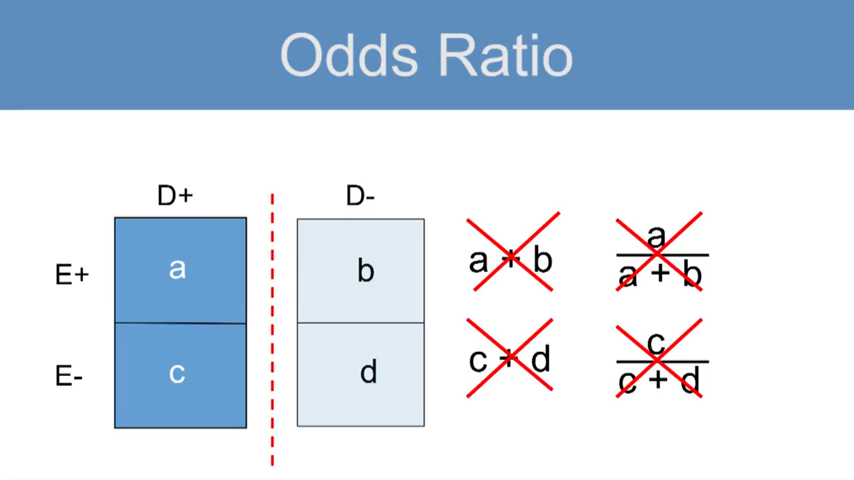 Odds Ratio
D+ D-
E+ a b a + b a
a + b
E- c d c + d c
c + d